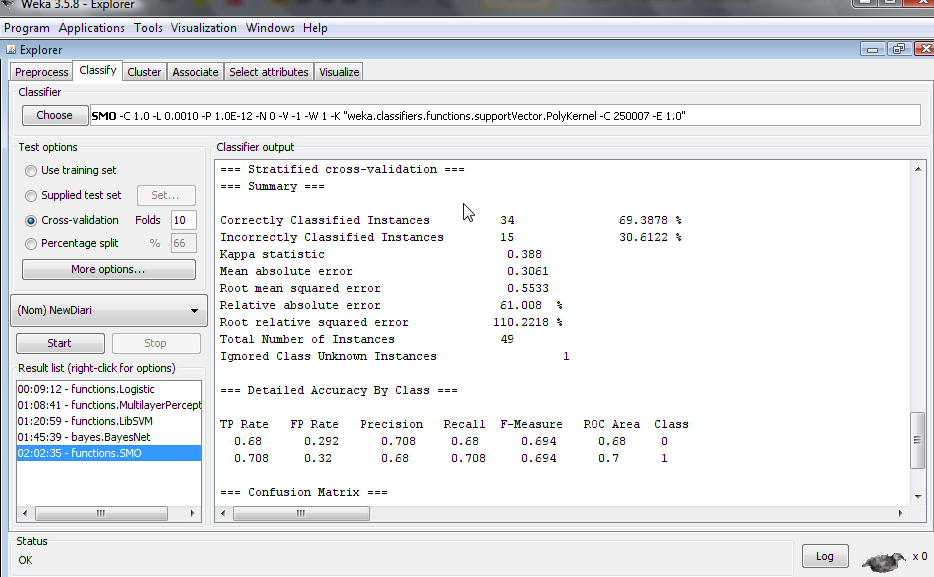 Weka 3.5.8 - Explorer
Program Applications Tools Visualization Windows Help
Explorer
Preprocess Classify Cluster Associate Select attributes Visualize
Classifier
Choose SMO -C 1.0 -L 0.0010 -P 1.0E-12 -N 0 -V -1 -W 1 -K "weka.classifiers.functions.supportVector.PolyKernel -C 250007 -E 1.0"
Test options
Use training set
Supplied test set Set...
Cross-validation Folds 10
Percentage split % 66
More options...
(Nom) NewDiari
Start Stop
Result list (right-click for options)
00:09:12 - functions.Logistic
01:08:41 - functions.MultilayerPercept
01:20:59 - functions.LibSVM
01:45:39 - bayes.BayesNet
02:02:35 - functions.SMO
Classifier output
=== Stratified cross-validation ===
=== Summary ===
Correctly Classified Instances 34 69.3878 %
Incorrectly Classified Instances 15 30.6122 %
Kappa statistic 0.388
Mean absolute error 0.3061
Root mean squared error 0.5533
Relative absolute error 61.008 %
Root relative squared error 110.2218 %
Total Number of Instances 49
Ignored Class Unknown Instances 1
=== Detailed Accuracy By Class ===
TP Rate FP Rate Precision Recall F-Measure ROC Area Class
0.68 0.292 0.708 0.68 0.694 0.68 0
0.708 0.32 0.68 0.708 0.694 0.7 1
=== Confusion Matrix ===
Status
OK
Log x 0